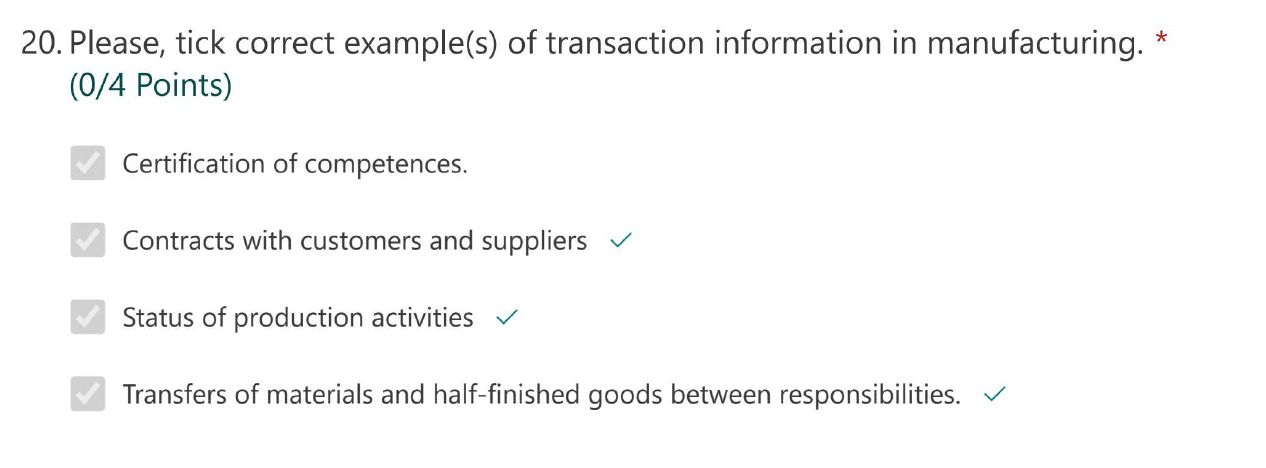 20. Please, tick correct example(s) of transaction information in manufacturing. *
(0/4 Points)
Certification of competences.
Contracts with customers and suppliers
Status of production activities
Transfers of materials and half-finished goods between responsibilities.